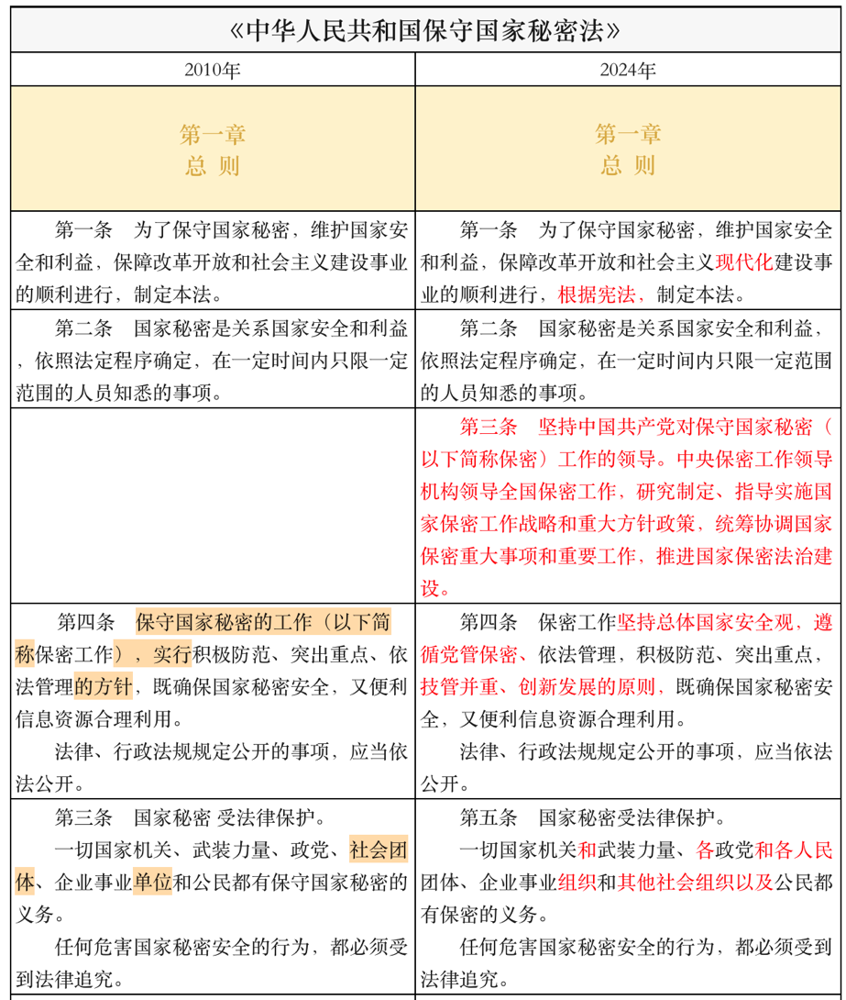 《中华人民共和国保守国家秘密法》
2010年
2024年
第一章
总 则
第一章
总 则
第一条　为了保守国家秘密，维护国家安
全和利益，保障改革开放和社会主义建设事业
的顺利进行，制定本法。
第一条　为了保守国家秘密，维护国家安全
和利益，保障改革开放和社会主义现代化建设事
业的顺利进行，根据宪法，制定本法。
第二条　国家秘密是关系国家安全和利益
，依照法定程序确定，在一定时间内只限一定
范围的人员知悉的事项。
第二条　国家秘密是关系国家安全和利益，
依照法定程序确定，在一定时间内只限一定范围
的人员知悉的事项。
第三条　坚持中国共产党对保守国家秘密（
以下简称保密）工作的领导。中央保密工作领导
机构领导全国保密工作，研究制定、指导实施国
家保密工作战略和重大方针政策，统筹协调国家
保密重大事项和重要工作，推进国家保密法治建
设。
第四条　保守国家秘密的工作（以下简
称保密工作），实行积极防范、突出重点、依
法管理的方针，既确保国家秘密安全，又便利
信息资源合理利用。
法律、行政法规规定公开的事项，应当依
法公开。
第四条　保密工作坚持总体国家安全观，遵
循党管保密、依法管理，积极防范、突出重点，
技管并重、创新发展的原则，既确保国家秘密安
全，又便利信息资源合理利用。
法律、行政法规规定公开的事项，应当依法
公开。
第三条　国家秘密 受法律保护。
一切国家机关、武装力量、政党、社会团
体、企业事业单位和公民都有保守国家秘密的
义务。
任何危害国家秘密安全的行为，都必须受
到法律追究。
第五条　国家秘密受法律保护。
一切国家机关和武装力量、各政党和各人民
团体、企业事业组织和其他社会组织以及公民都
有保密的义务。
任何危害国家秘密安全的行为，都必须受到
法律追究。